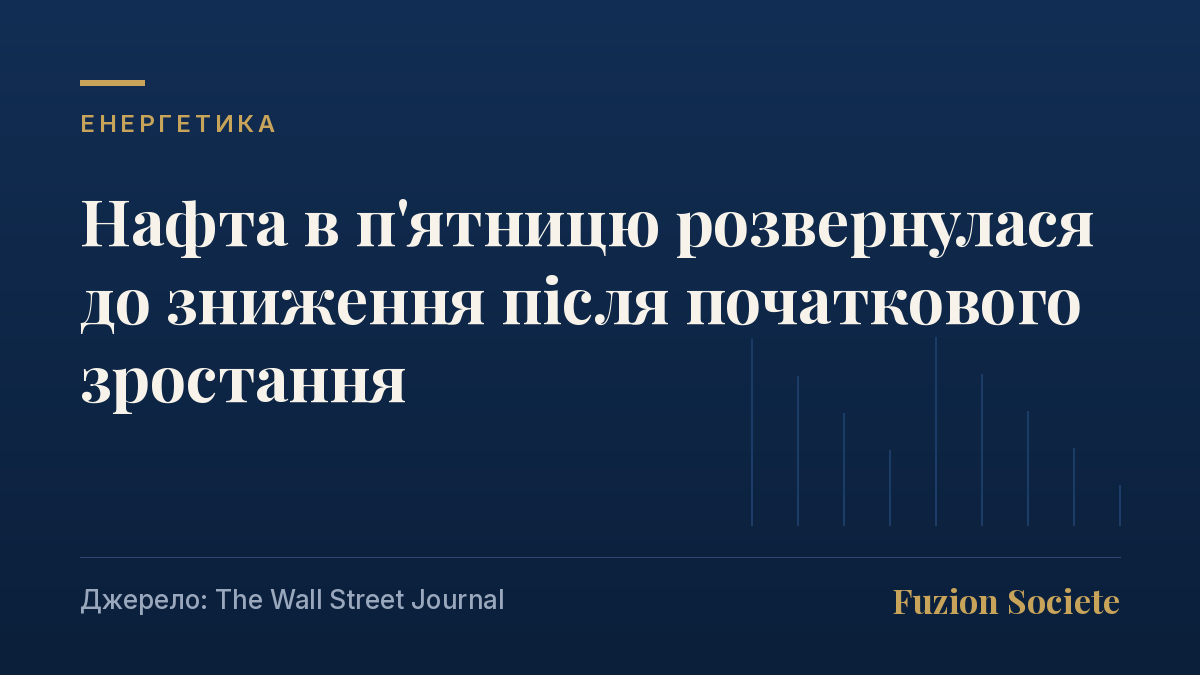 ЕНЕРГЕТИКА
Нафта в п'ятницю розвернулася
до зниження після початкового
зростання
Джерело: The Wall Street Journal
Fuzion Societe